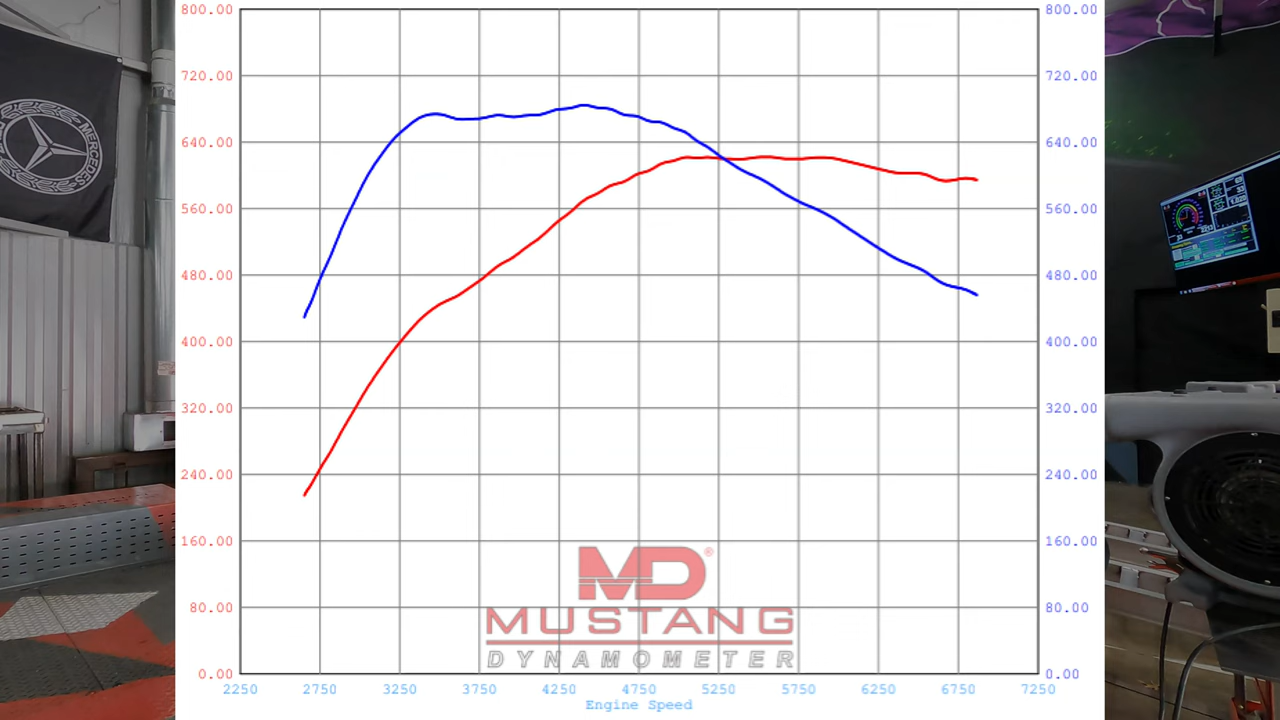 800.00 800.00
720.00 720.00
640.00 640.00
560.00 560.00
480.00 480.00
400.00 400.00
320.00 320.00
240.00 240.00
160.00 160.00
80.00 80.00
0.00 0.00
2250 2750 3250 3750 4250 4750 5250 5750 6250 6750 7250
Engine Speed
MD®
MUSTANG
DYNAMOMETER
MERCEDES